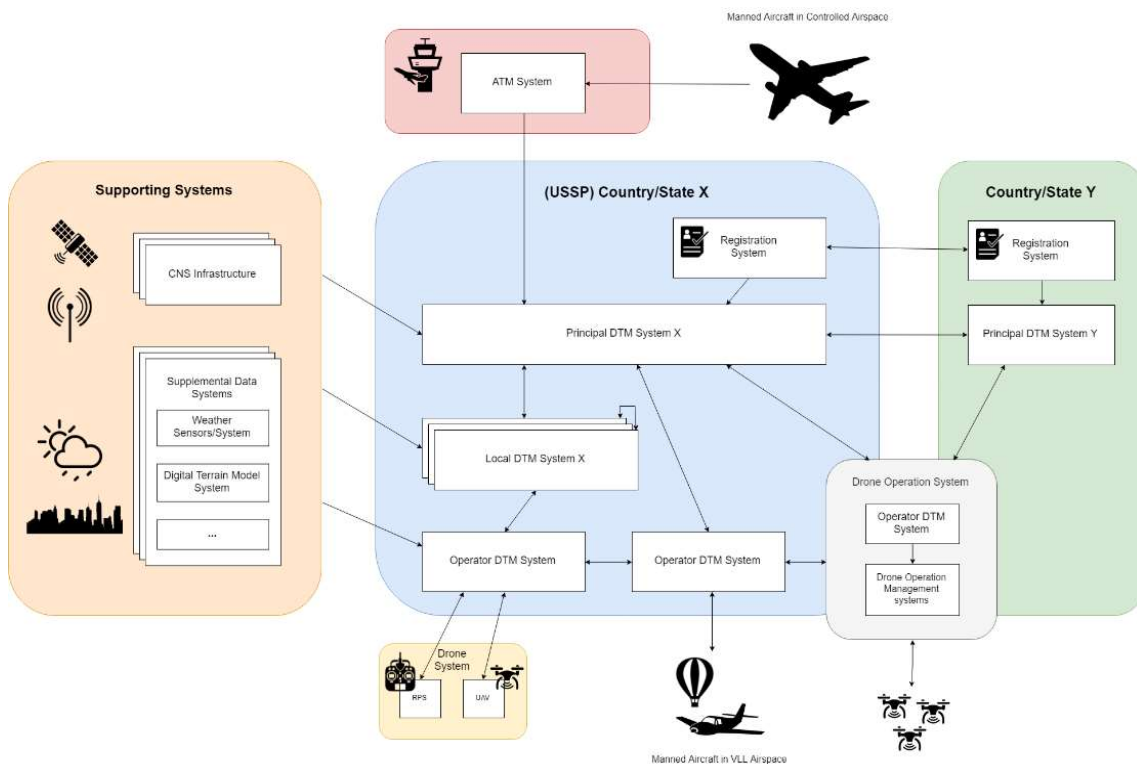 Manned Aircraft in Controlled Airspace
ATM System
Supporting Systems
(USSP) Country/State X
Country/State Y
Registration
System
Registration
System
CNS Infrastructure
Principal DTM System X
Principal DTM System Y
Supplemental Data
Systems
Weather
Sensors/System
Digital Terrain Model
System
...
Local DTM System X
Drone Operation System
Operator DTM
System
Drone Operation
Management
systems
Operator DTM System
Operator DTM System
Drone
System
RPS
UAV
Manned Aircraft in VLL Airspace